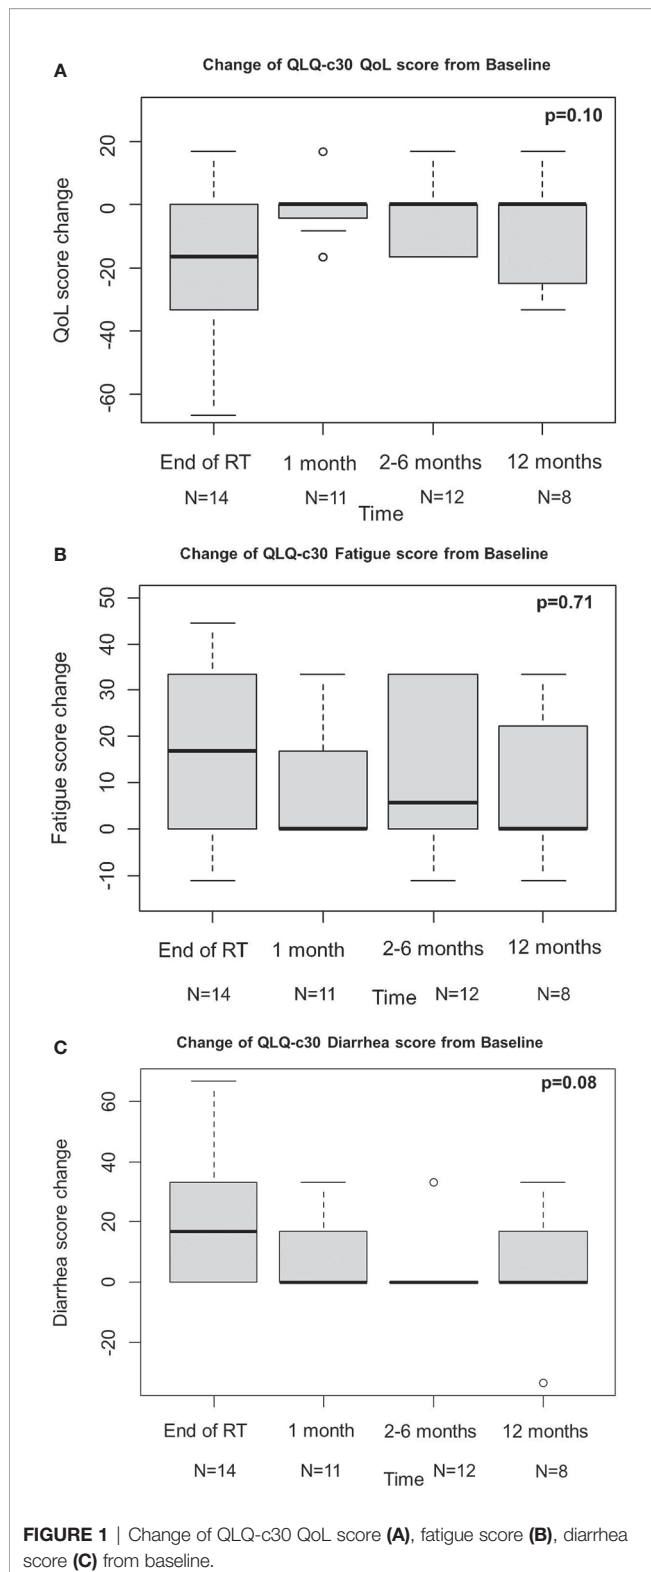 A
Change of QLQ-c30 QoL score from Baseline
p=0.10
QoL score change
20
0
-20
-40
-60
End of RT 1 month 2-6 months 12 months
N=14 N=11 N=12 N=8
Time
B
Change of QLQ-c30 Fatigue score from Baseline
p=0.71
Fatigue score change
50
40
30
20
10
0
-10
End of RT 1 month 2-6 months 12 months
N=14 N=11 Time N=12 N=8
C
Change of QLQ-c30 Diarrhea score from Baseline
p=0.08
Diarrhea score change
60
40
20
0
-20
End of RT 1 month 2-6 months 12 months
N=14 N=11 Time N=12 N=8
FIGURE 1 | Change of QLQ-c30 QoL score (A), fatigue score (B), diarrhea
score (C) from baseline.